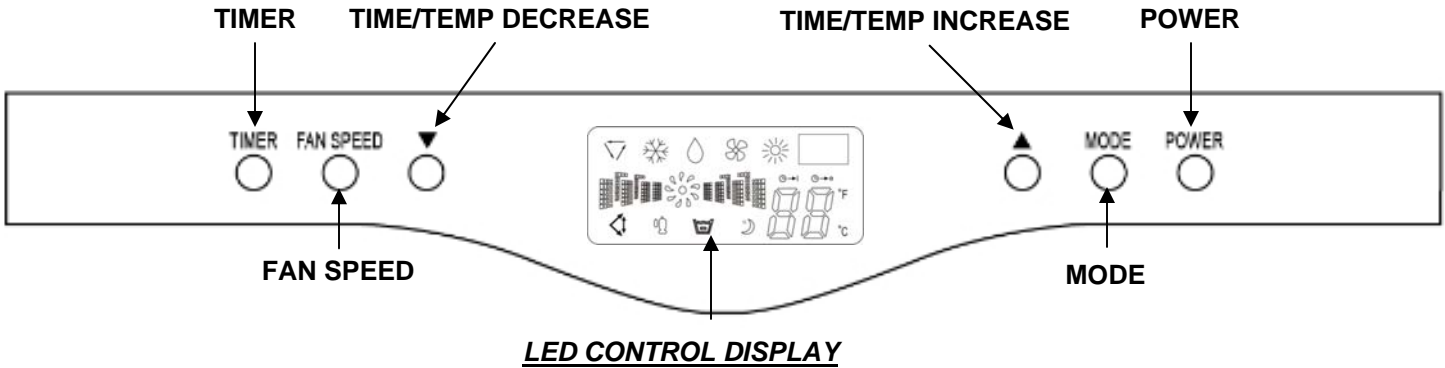 TIMER TIME/TEMP DECREASE TIME/TEMP INCREASE POWER
TIMER FAN SPEED ▼ ▲ MODE POWER
88 °F
°C
FAN SPEED MODE
LED CONTROL DISPLAY